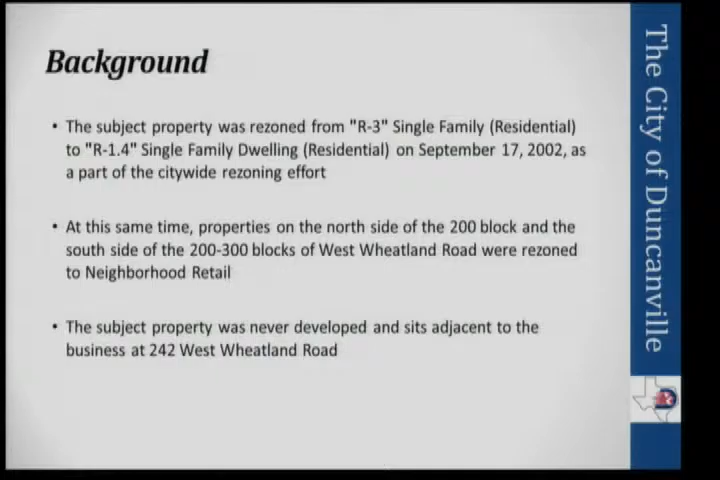 Background
• The subject property was rezoned from "R-3" Single Family (Residential)
to "R-1.4" Single Family Dwelling (Residential) on September 17, 2002, as
a part of the citywide rezoning effort
• At this same time, properties on the north side of the 200 block and the
south side of the 200-300 blocks of West Wheatland Road were rezoned
to Neighborhood Retail
• The subject property was never developed and sits adjacent to the
business at 242 West Wheatland Road
The City of Duncanville